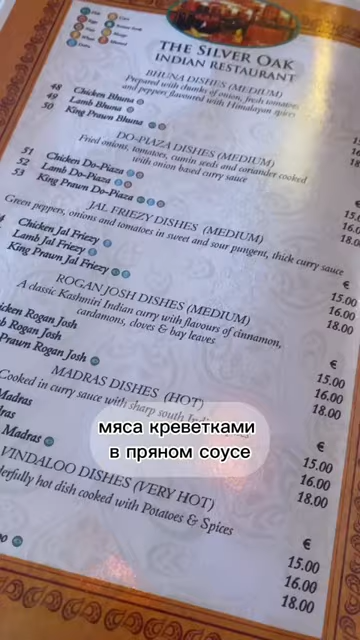 THE SILVER OAK
INDIAN RESTAURANT
BHUNA DISHES (MEDIUM)
Prepared with chunks of onion, fresh tomatoes
and peppers flavoured with Himalayan spices
48 Chicken Bhuna
49 Lamb Bhuna
50 King Prawn Bhuna
DO-PIAZA DISHES (MEDIUM)
Fried onions, tomatoes, cumin seeds and coriander cooked
with onion based curry sauce
51 Chicken Do-Piaza
52 Lamb Do-Piaza
53 King Prawn Do-Piaza
JAL FRIEZY DISHES (MEDIUM)
Green peppers, onions and tomatoes in sweet and sour pungent, thick curry sauce
Chicken Jal Friezy
Lamb Jal Friezy
King Prawn Jal Friezy
€
15.00
16.00
18.00
ROGAN JOSH DISHES (MEDIUM)
A classic Kashmiri Indian curry with flavours of cinnamon,
cardamons, cloves & bay leaves
icken Rogan Josh
b Rogan Josh
Prawn Rogan Josh
€
15.00
16.00
18.00
MADRAS DISHES (HOT)
Cooked in curry sauce with sharp south
Madras
dras
Madras
€
15.00
16.00
18.00
мяса креветками
в пряном соусе
VINDALOO DISHES (VERY HOT)
derfully hot dish cooked with Potatoes & Spices
€
15.00
16.00
18.00